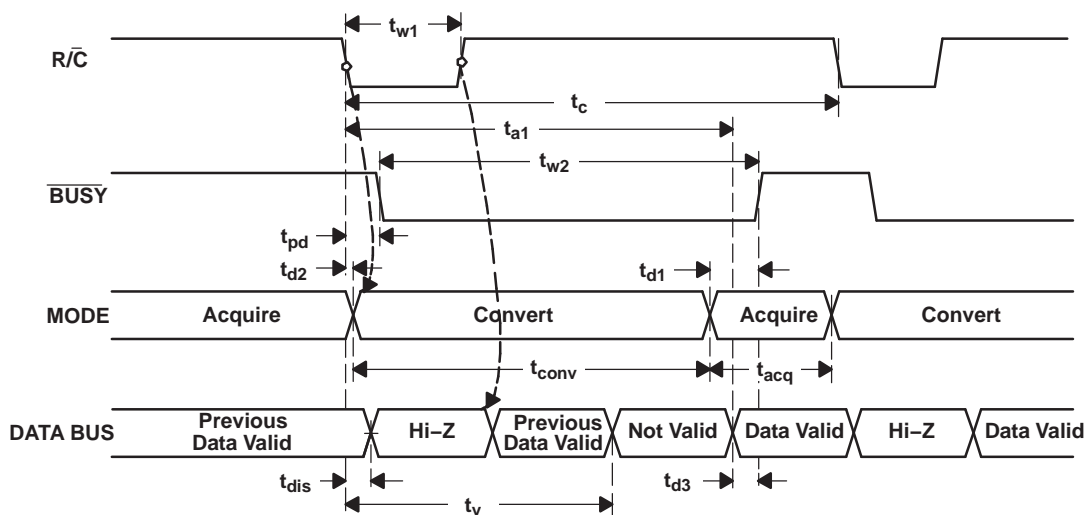 t_w1
R/C̄
t_c
t_a1
t_w2
B̅U̅S̅Y̅
t_pd
t_d2
t_d1
MODE
Acquire
Convert
Acquire
Convert
t_conv
t_acq
DATA BUS
Previous
Data Valid
Hi–Z
Previous
Data Valid
Not Valid
Data Valid
Hi–Z
Data Valid
t_dis
t_d3
t_v